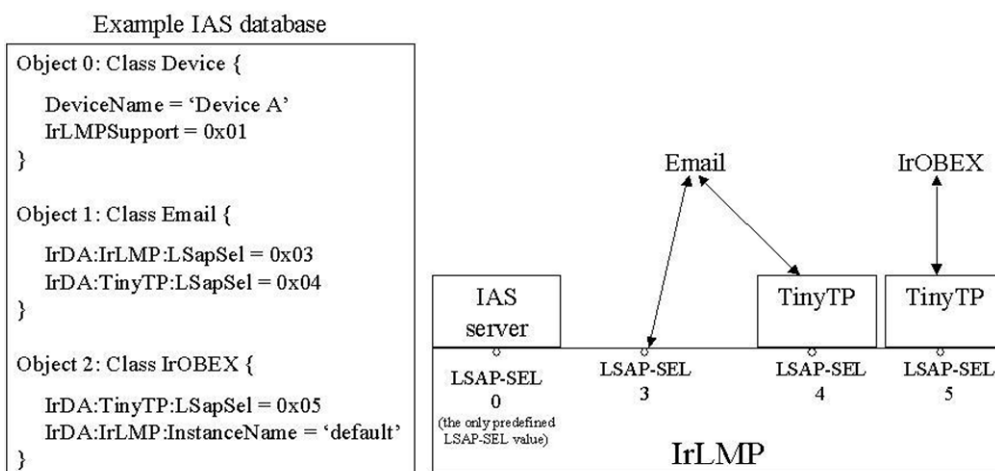 Example IAS database
Object 0: Class Device {
DeviceName = ‘Device A’
IrLMPSupport = 0x01
}
Object 1: Class Email {
IrDA:IrLMP:LSapSel = 0x03
IrDA:TinyTP:LSapSel = 0x04
}
Object 2: Class IrOBEX {
IrDA:TinyTP:LSapSel = 0x05
IrDA:IrLMP:InstanceName = ‘default’
}
Email
IrOBEX
IAS
server
TinyTP
TinyTP
LSAP-SEL
0
(the only predefined
LSAP-SEL value)
LSAP-SEL
3
LSAP-SEL
4
LSAP-SEL
5
IrLMP